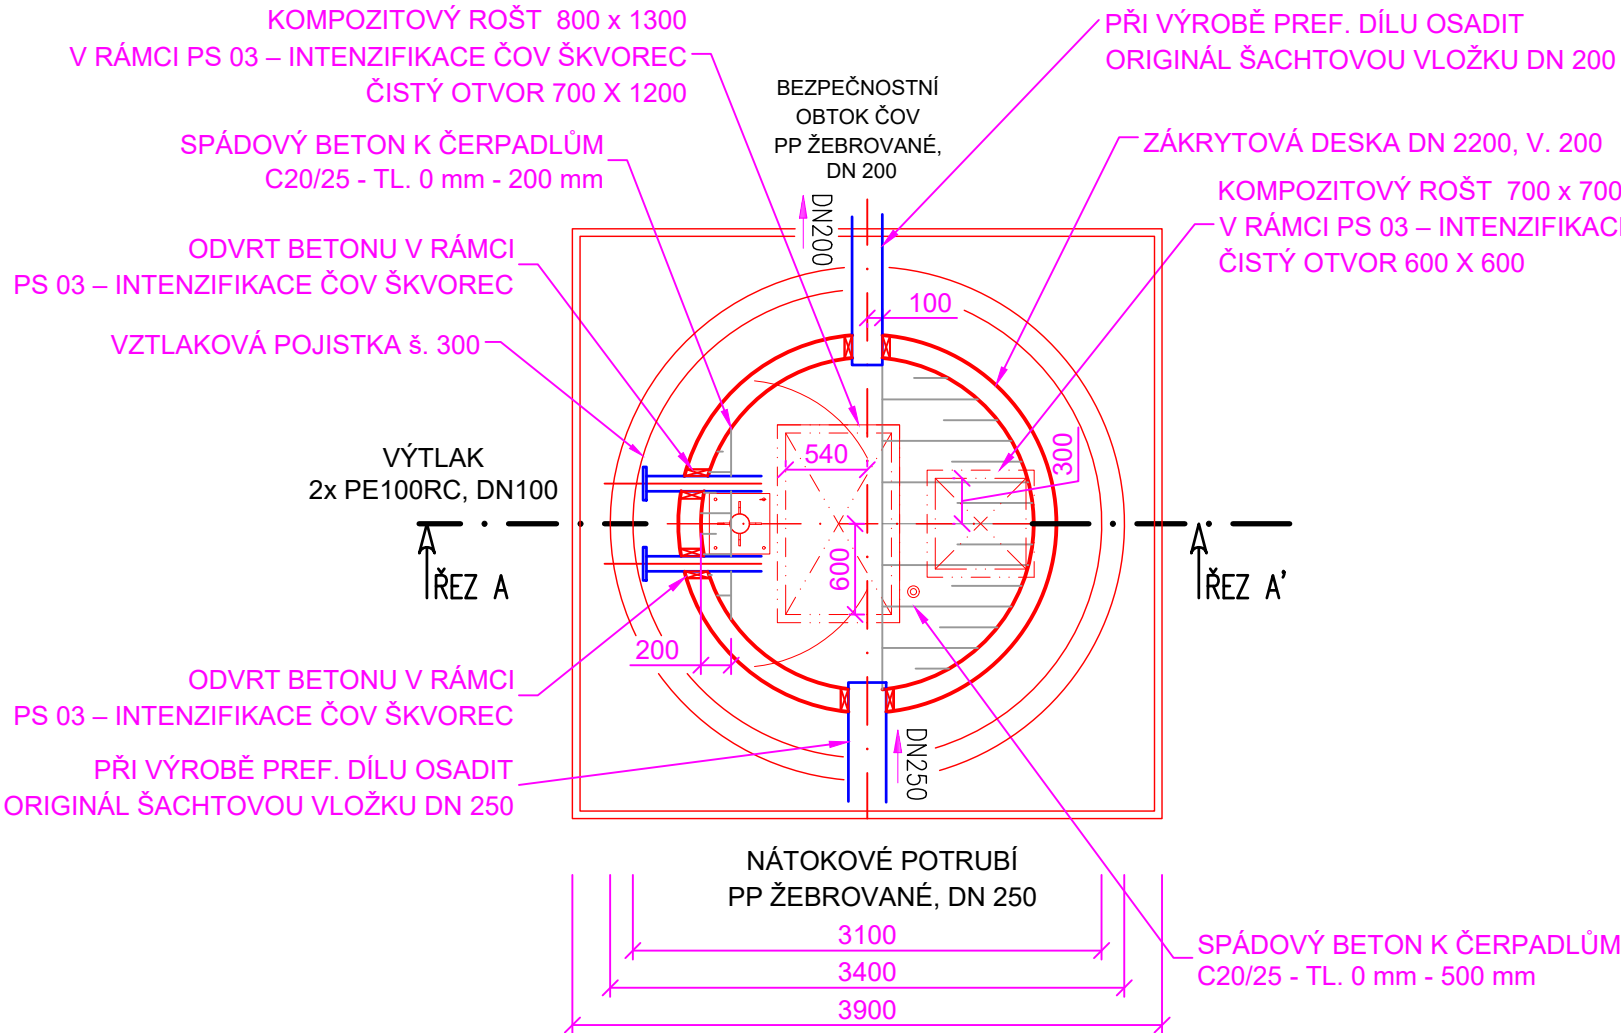 KOMPOZITOVÝ ROŠT  800 x 1300
V RÁMCI PS 03 – INTENZIFIKACE ČOV ŠKVOREC
ČISTÝ OTVOR 700 X 1200
SPÁDOVÝ BETON K ČERPADLŮM
C20/25 - TL. 0 mm - 200 mm
ODVRT BETONU V RÁMCI
PS 03 – INTENZIFIKACE ČOV ŠKVOREC
VZTLAKOVÁ POJISTKA š. 300
VÝTLAK
2x PE100RC, DN100
BEZPEČNOSTNÍ
OBTOK ČOV
PP ŽEBROVANÉ,
DN 200
DN200
PŘI VÝROBĚ PREF. DÍLU OSADIT
ORIGINÁL ŠACHTOVOU VLOŽKU DN 200
ZÁKRYTOVÁ DESKA DN 2200, V. 200
KOMPOZITOVÝ ROŠT  700 x 700
V RÁMCI PS 03 – INTENZIFIKACI
ČISTÝ OTVOR 600 X 600
100
540
300
600
200
ŘEZ A
ŘEZ A'
ODVRT BETONU V RÁMCI
PS 03 – INTENZIFIKACE ČOV ŠKVOREC
PŘI VÝROBĚ PREF. DÍLU OSADIT
ORIGINÁL ŠACHTOVOU VLOŽKU DN 250
DN250
NÁTOKOVÉ POTRUBÍ
PP ŽEBROVANÉ, DN 250
3100
3400
3900
SPÁDOVÝ BETON K ČERPADLŮM
C20/25 - TL. 0 mm - 500 mm